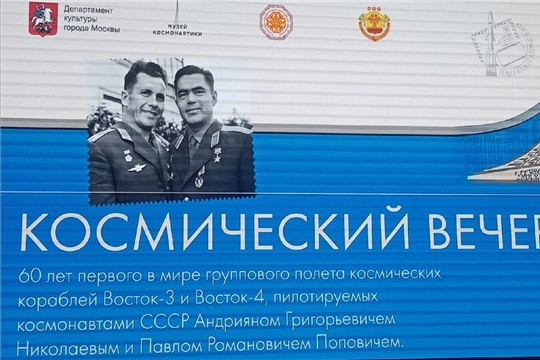 Департамент
культуры
города Москвы
МУЗЕЙ
КОСМОНАВТИКИ
КОСМИЧЕСКИЙ ВЕЧЕР
60 лет первого в мире группового полета космических
кораблей Восток-3 и Восток-4, пилотируемых
космонавтами СССР Андрияном Григорьевичем
Николаевым и Павлом Романовичем Поповичем.